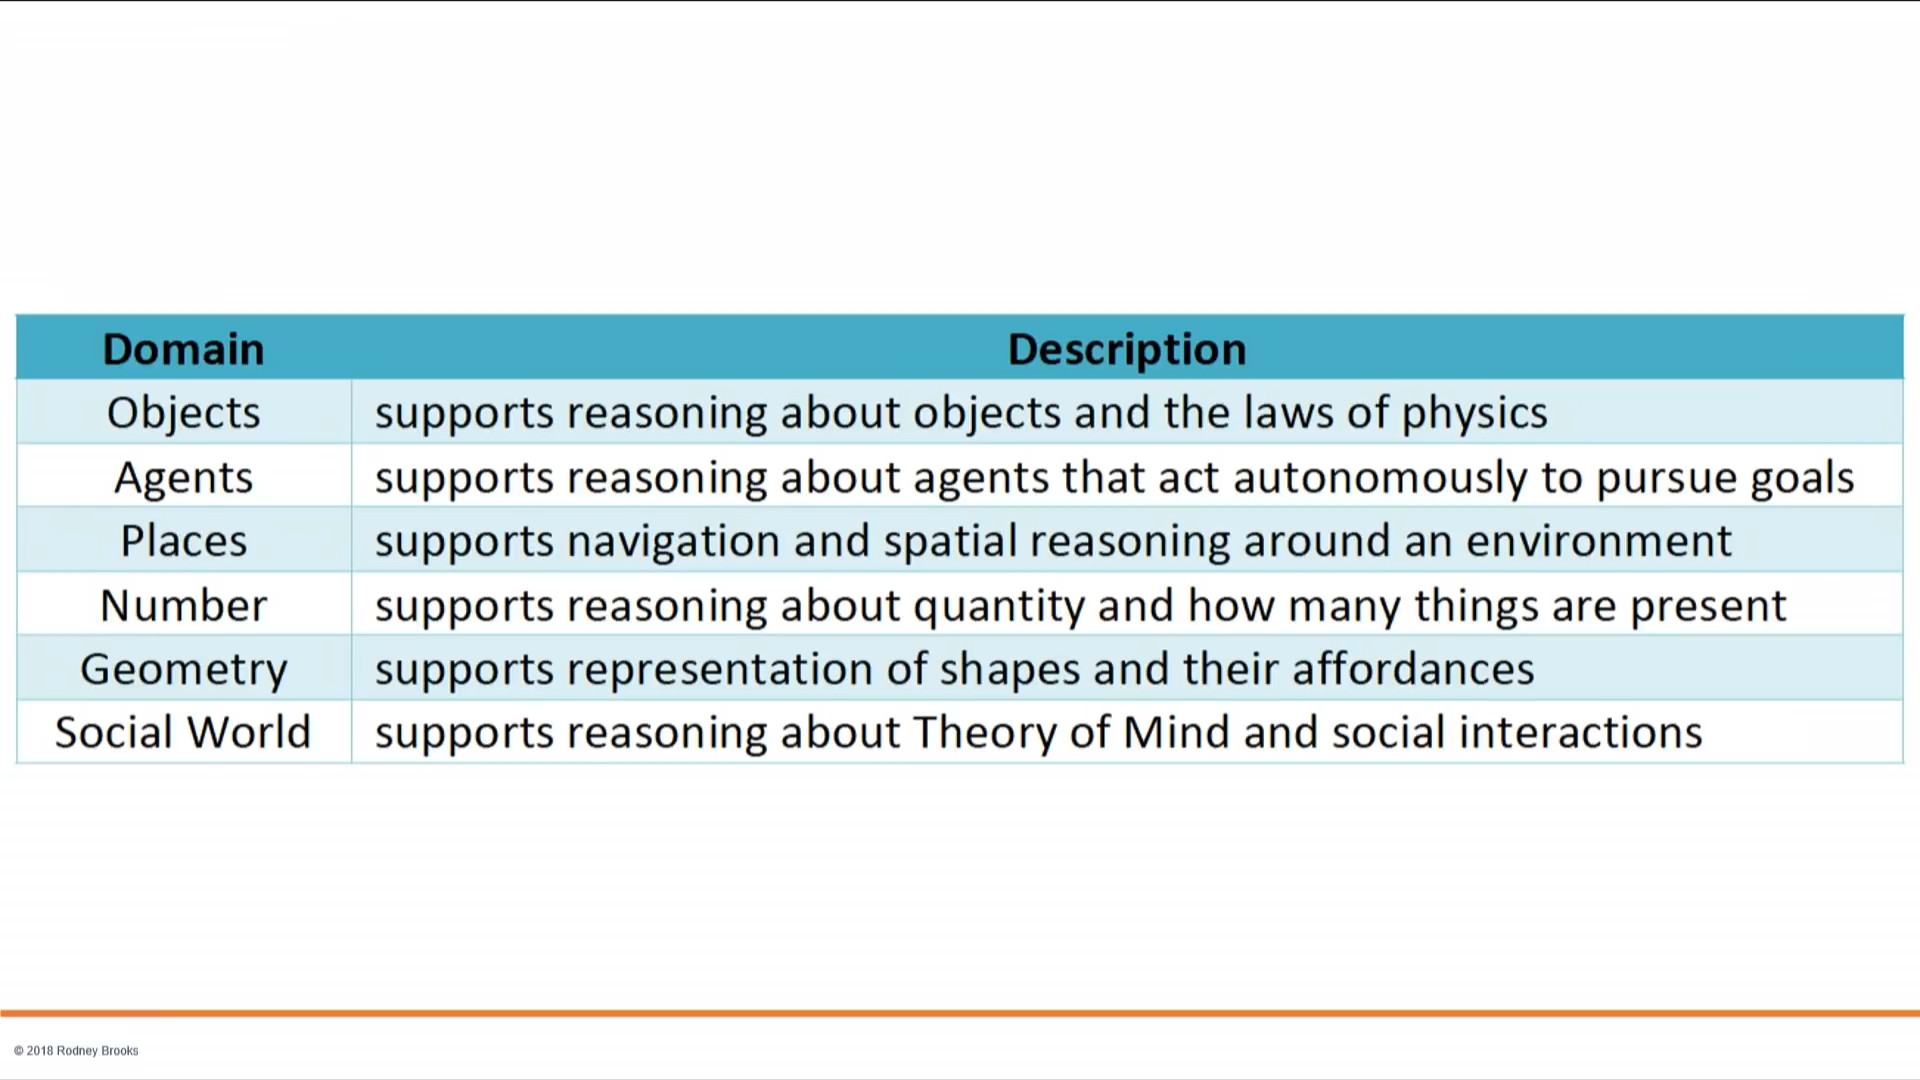 Domain Description
Objects supports reasoning about objects and the laws of physics
Agents supports reasoning about agents that act autonomously to pursue goals
Places supports navigation and spatial reasoning around an environment
Number supports reasoning about quantity and how many things are present
Geometry supports representation of shapes and their affordances
Social World supports reasoning about Theory of Mind and social interactions
© 2018 Rodney Brooks